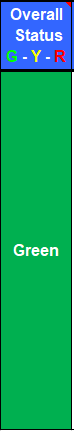 Overall
Status
G - Y - R
Green